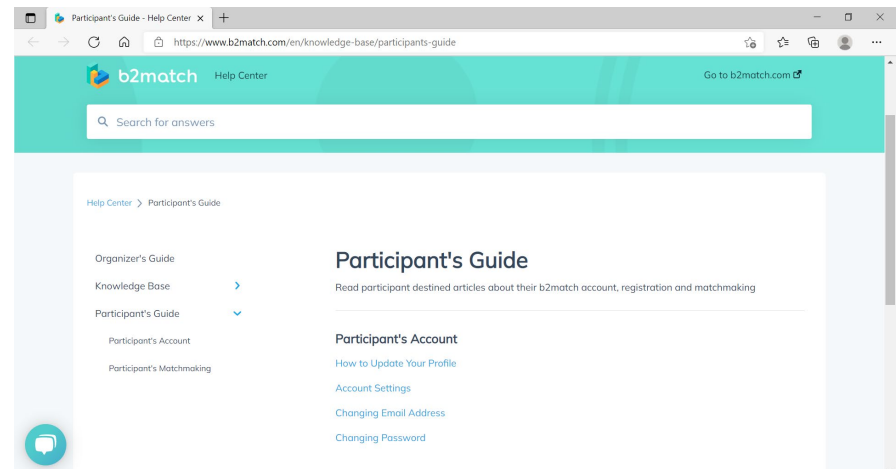 Participant's Guide - Help Center
https://www.b2match.com/en/knowledge-base/participants-guide
b2match Help Center
Go to b2match.com
Search for answers
Help Center > Participant's Guide
Organizer's Guide
Knowledge Base
Participant's Guide
Participant's Account
Participant's Matchmaking
Participant's Guide
Read participant destined articles about their b2match account, registration and matchmaking
Participant's Account
How to Update Your Profile
Account Settings
Changing Email Address
Changing Password